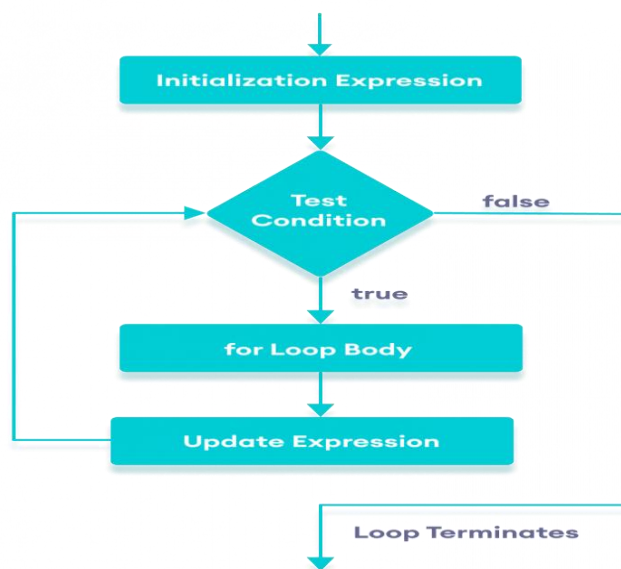 Initialization Expression
Test
Condition
false
true
for Loop Body
Update Expression
Loop Terminates